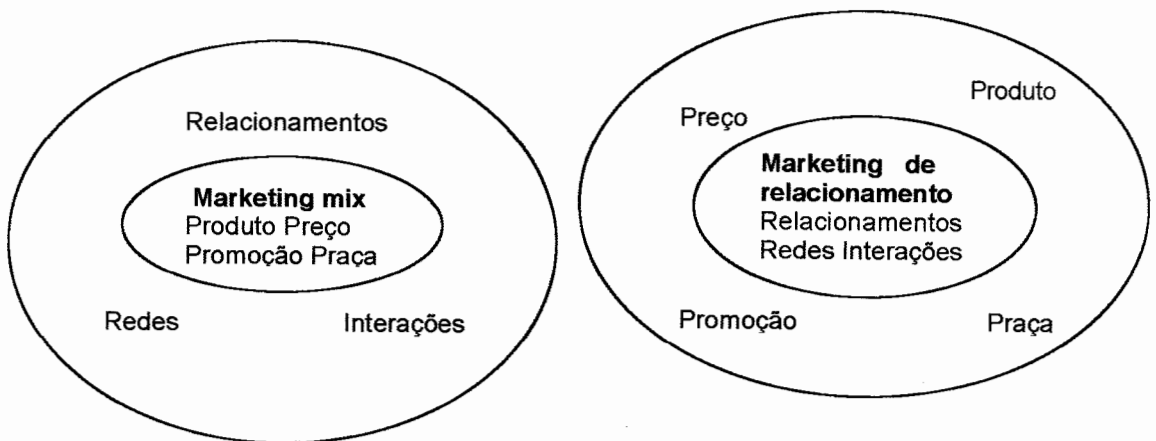 Relacionamentos
Marketing mix
Produto Preço
Promoção Praça
Redes
Interações
Produto
Preço
Marketing de
relacionamento
Relacionamentos
Redes Interações
Promoção
Praça